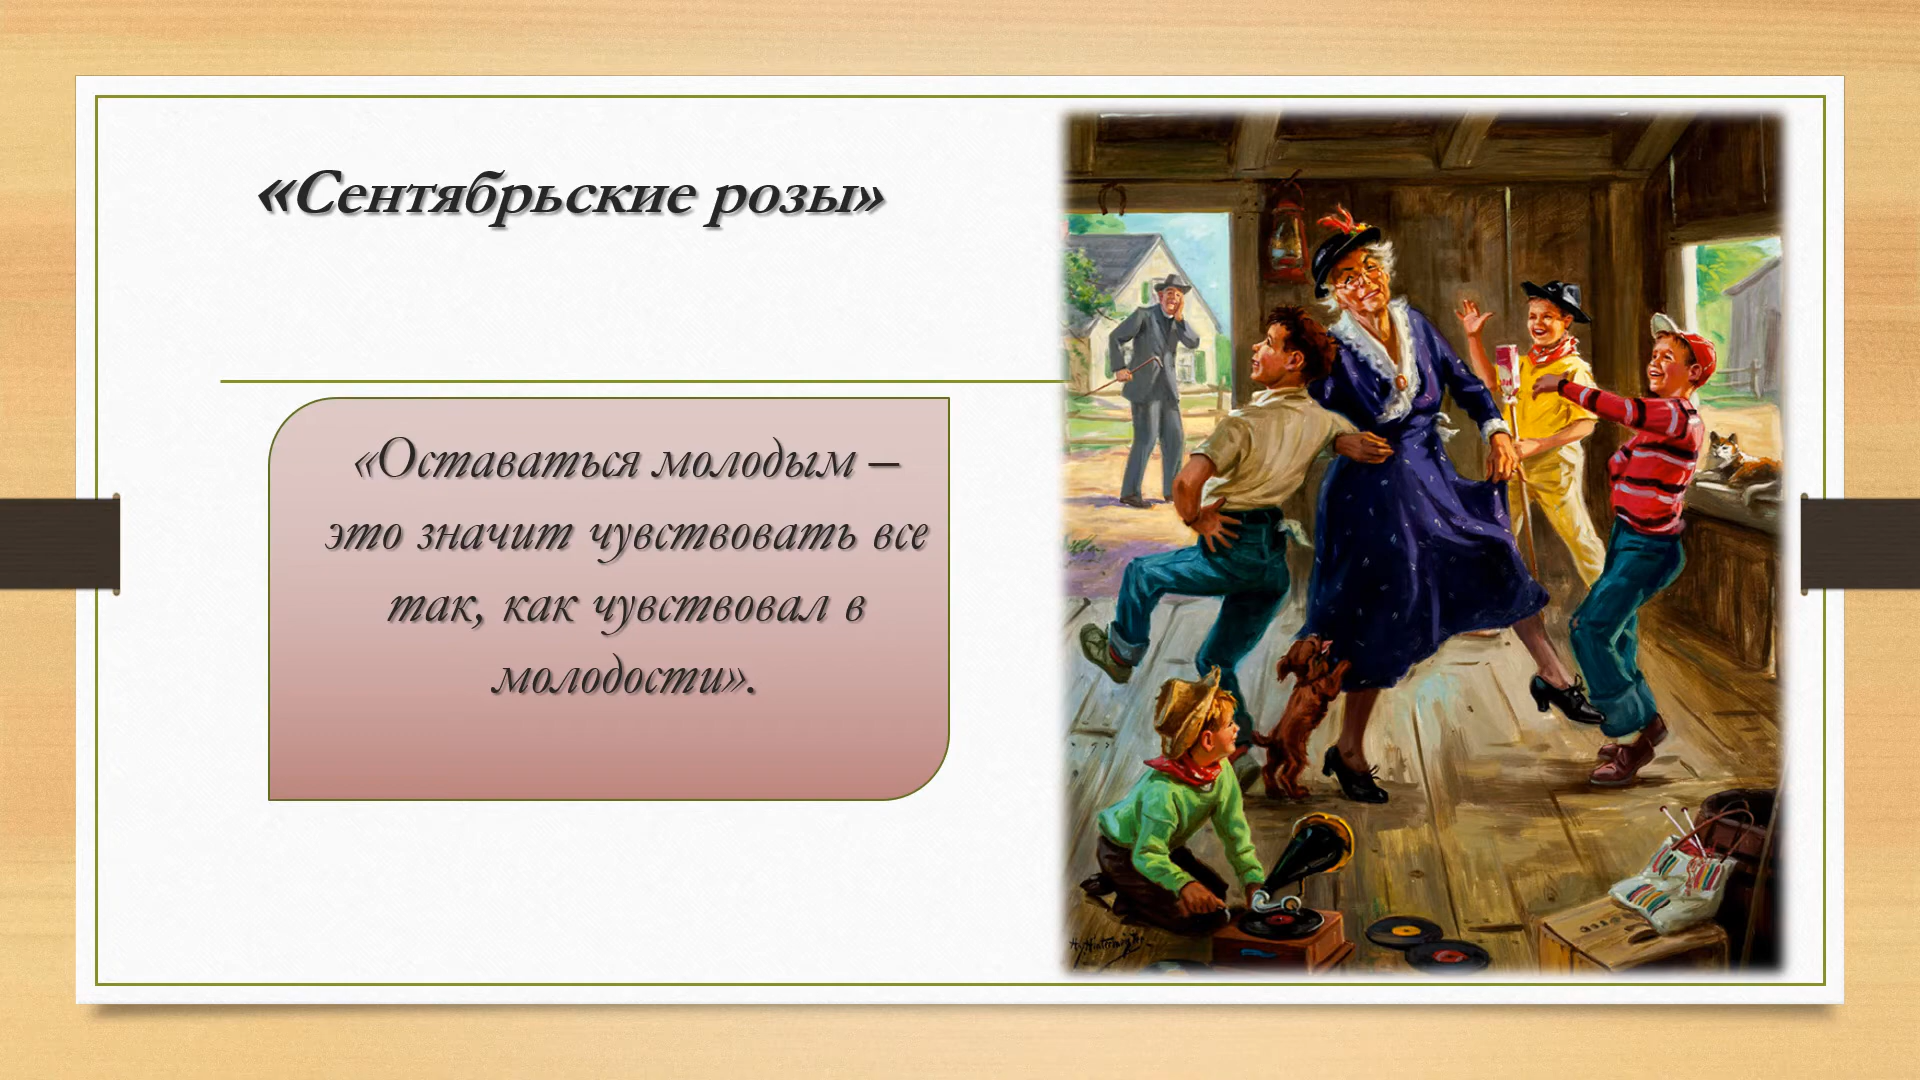 «Сентябрьские розы»
«Оставаться молодым –
это значит чувствовать все
так, как чувствовал в
молодости».